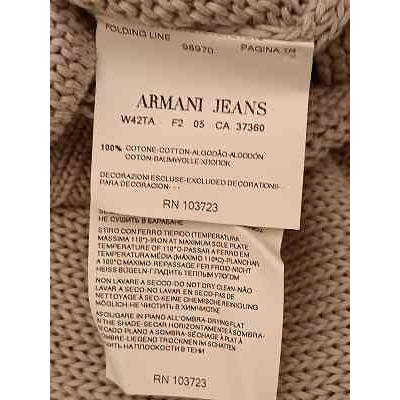 FOLDING LINE
98970 PAGINA 1
ARMANI JEANS
W42TA F2 05 CA 37360
100% COTONE-COTTON-ALGODÃO-ALGODÓN
COTON-BAUMWOLLE-ХЛОПОК
DECORAZIONI ESCLUSE-EXCLUDED DECORATIONS-
PARA DECORACION---
RN 103723
НЕ СУШИТЬ В БАРАБАНЕ
STIRO CON FERRO TIEPIDO (TEMPERATURA
MASSIMA 110°)-IRON AT MAXIMUM SOLE PLATE
TEMPERATURE OF 110°C-PASSAR A FERRO EM
TEMPERATURA MÉDIA (MÁXIMO 110°)-PLANCHAR
A 100°C MAXIMO-REPASSAGE FER FROID-NICHT
HEISS BÜGELN-ГЛАДИТЬ ТЕПЛЫМ УТЮГОМ
NON LAVARE A SECCO-DO NOT DRY CLEAN-NÃO
LAVAR A SECO-NO LAVAR EN SECO-PAS DE
NETTOYAGE A SEC-KEINE CHEMISCHEREINIGUNG
MÖGLICH-НЕ ЧИСТИТЬ В ХИМЧИСТКЕ
ASCIUGARE IN PIANO ALL'OMBRA-DRYING FLAT
IN THE SHADE-SECAR HORIZONTALMENTE À SOMBRA-
SECADO PLANO A SOMBRA-SÉCHAGE À PLAT À
OMBRE-LIEGEND TROCKNEN IM SCHATTEN-
НА ПЛОСКОСТИ В ТЕНИ
RN 103723